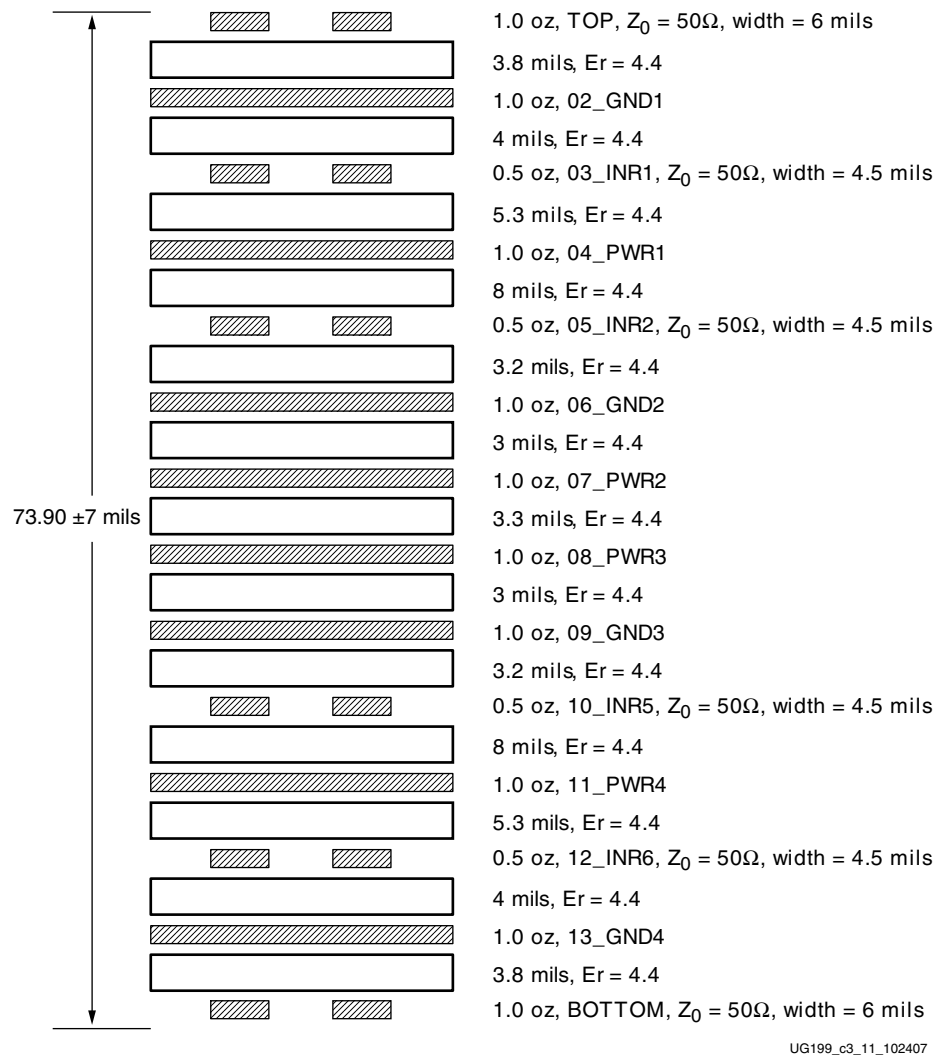 1.0 oz, TOP, Z0 = 50Ω, width = 6 mils
3.8 mils, Er = 4.4
1.0 oz, 02_GND1
4 mils, Er = 4.4
0.5 oz, 03_INR1, Z0 = 50Ω, width = 4.5 mils
5.3 mils, Er = 4.4
1.0 oz, 04_PWR1
8 mils, Er = 4.4
0.5 oz, 05_INR2, Z0 = 50Ω, width = 4.5 mils
3.2 mils, Er = 4.4
1.0 oz, 06_GND2
3 mils, Er = 4.4
1.0 oz, 07_PWR2
73.90 ±7 mils
3.3 mils, Er = 4.4
1.0 oz, 08_PWR3
3 mils, Er = 4.4
1.0 oz, 09_GND3
3.2 mils, Er = 4.4
0.5 oz, 10_INR5, Z0 = 50Ω, width = 4.5 mils
8 mils, Er = 4.4
1.0 oz, 11_PWR4
5.3 mils, Er = 4.4
0.5 oz, 12_INR6, Z0 = 50Ω, width = 4.5 mils
4 mils, Er = 4.4
1.0 oz, 13_GND4
3.8 mils, Er = 4.4
1.0 oz, BOTTOM, Z0 = 50Ω, width = 6 mils
UG199_c3_11_102407